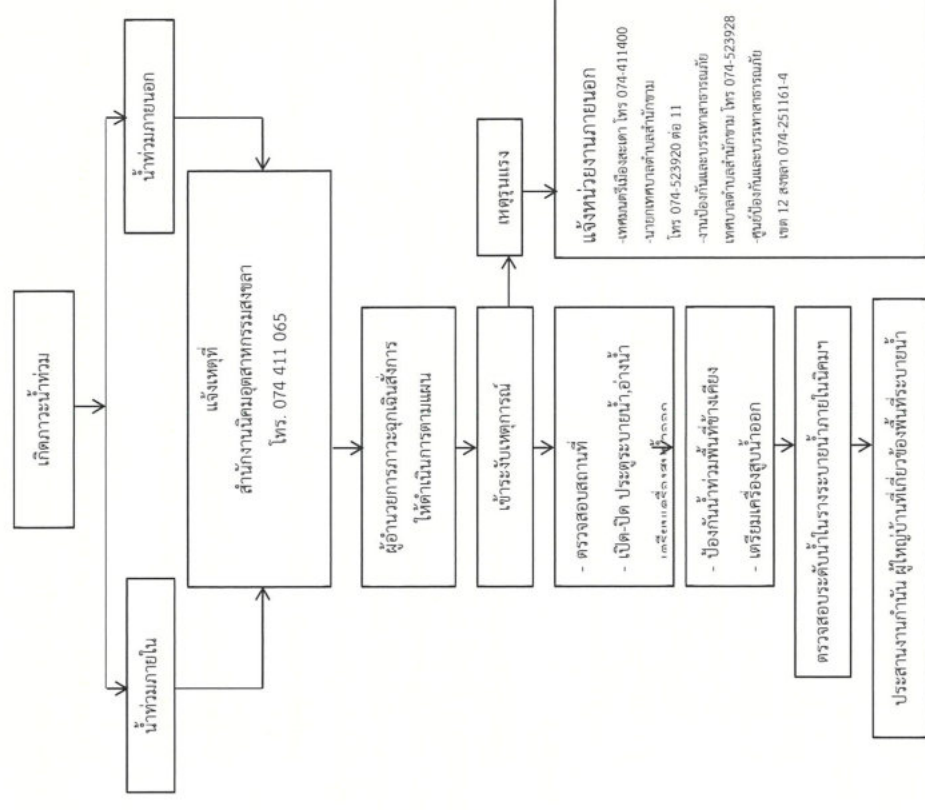 เกิดภาวะน้ำท่วม
น้ำท่วมภายใน
น้ำท่วมภายนอก
แจ้งเหตุที่
สำนักงานนิคมอุตสาหกรรมสงขลา
โทร. 074 411 065
ผู้อำนวยการภาวะฉุกเฉินสั่งการ
ให้ดำเนินการตามแผน
เข้าระงับเหตุการณ์
เหตุรุนแรง
แจ้งหน่วยงานภายนอก
-เทศมนตรีเมืองสะเดา โทร 074-411400
-นายกเทศบาลตำบลสำนักขาม
โทร 074-523920 ต่อ 11
-งานป้องกันและบรรเทาสาธารณภัย
เทศบาลตำบลสำนักขาม โทร 074-523928
-ศูนย์ป้องกันและบรรเทาสาธารณภัย
เขต 12 สงขลา 074-251161-4
- ตรวจสอบสถานที่
- เปิด-ปิด ประตูระบายน้ำ,อ่างน้ำ
- ป้องกันน้ำท่วมพื้นที่ข้างเคียง
- เตรียมเครื่องสูบน้ำออก
ตรวจสอบระดับน้ำในรางระบายน้ำภายในนิคมฯ
ประสานงานกำนัน ผู้ใหญ่บ้านที่เกี่ยวข้องพื้นที่ระบายน้ำ